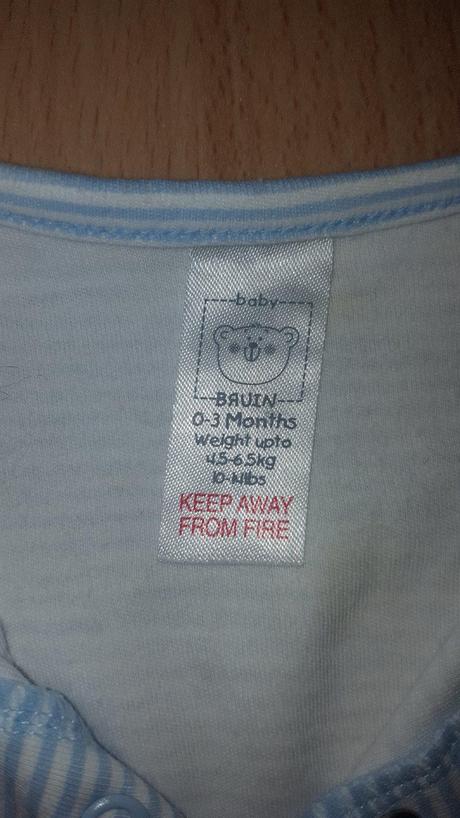 baby
BRUIN
0-3 Months
Weight upto
4.5-6.5kg
10-14lbs
KEEP AWAY
FROM FIRE